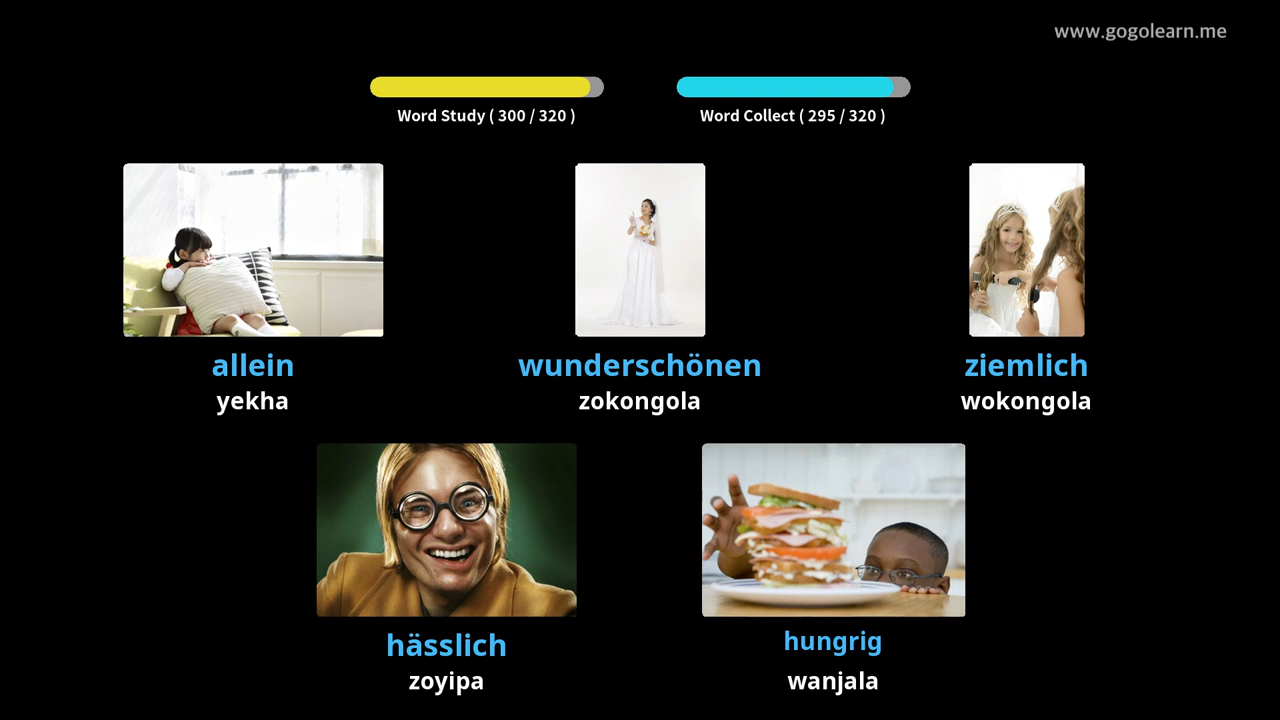 www.gogolearn.me
Word Study ( 300 / 320 )
Word Collect ( 295 / 320 )
allein
yekha
wunderschönen
zokongola
ziemlich
wokongola
hässlich
zoyipa
hungrig
wanjala